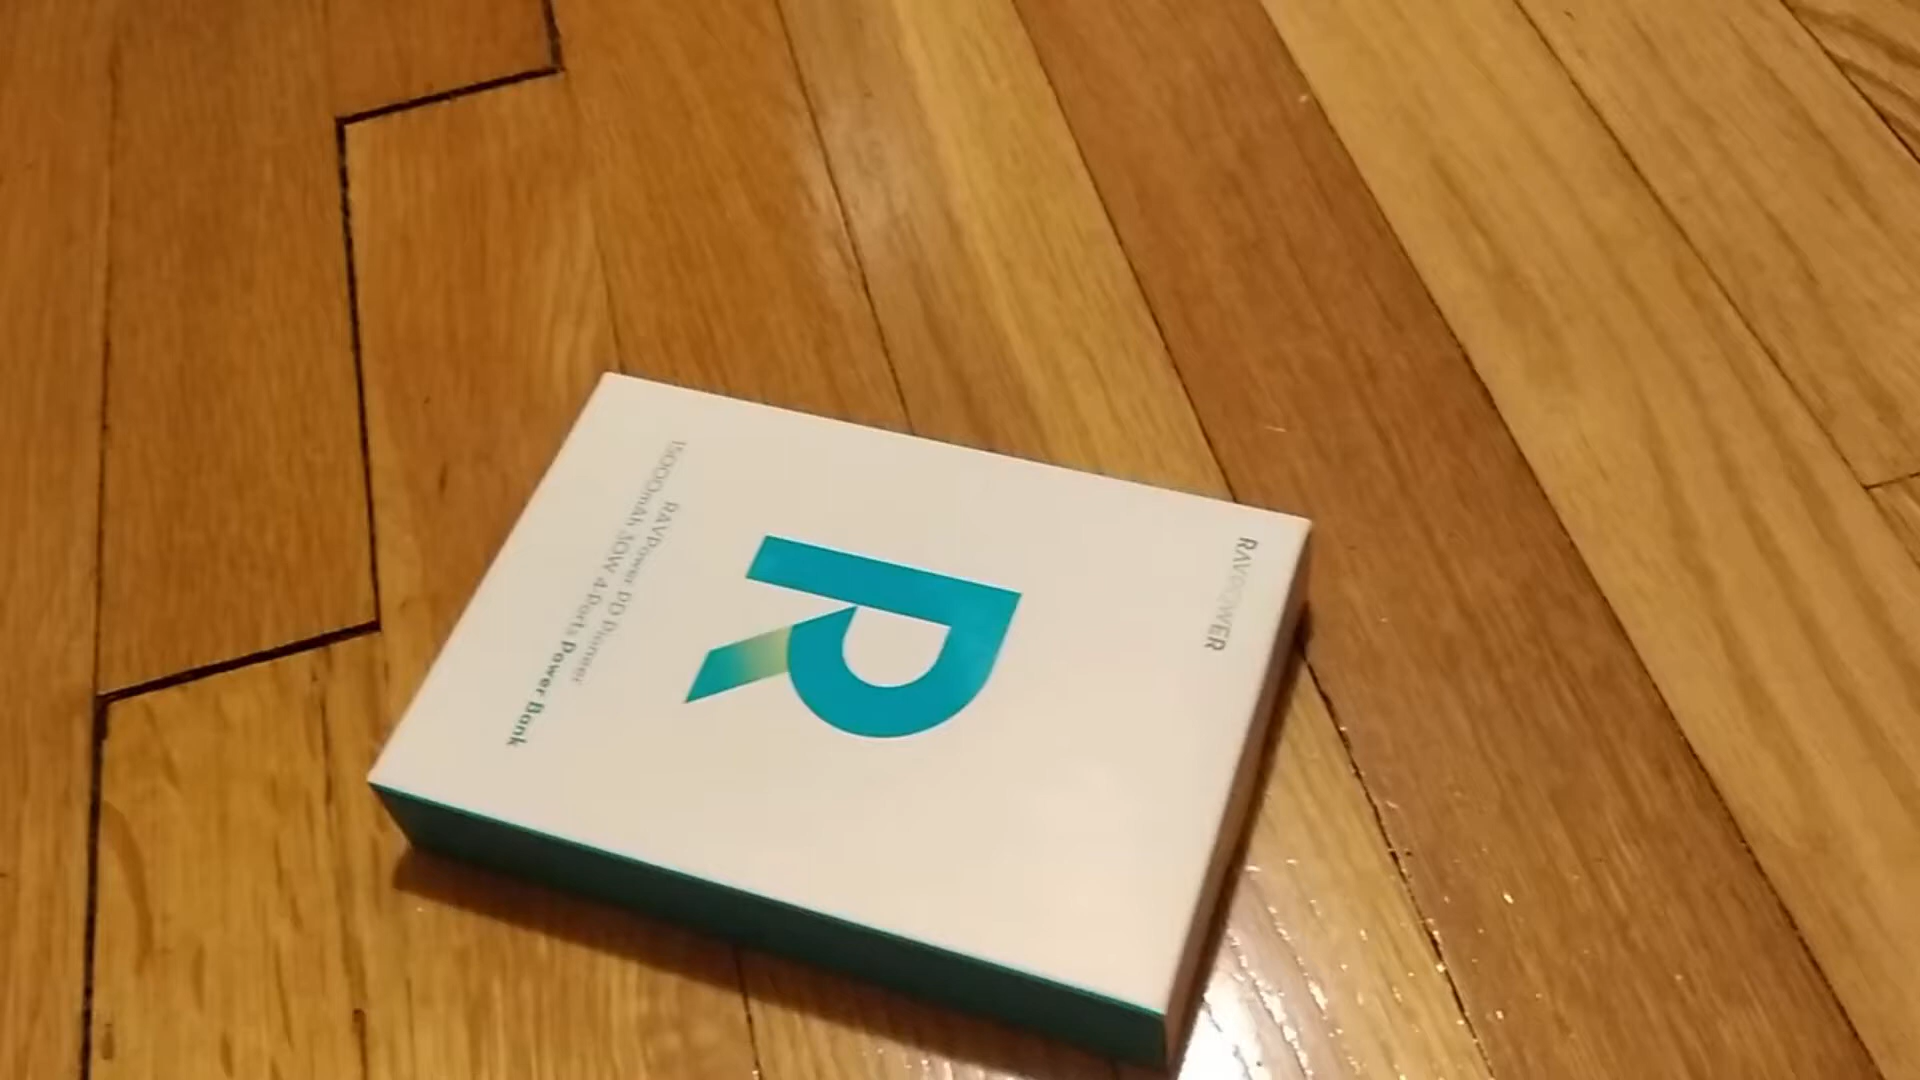 RAVPOWER
R
RAVPower PD Pioneer
15000mAh 30W 4-Ports Power Bank